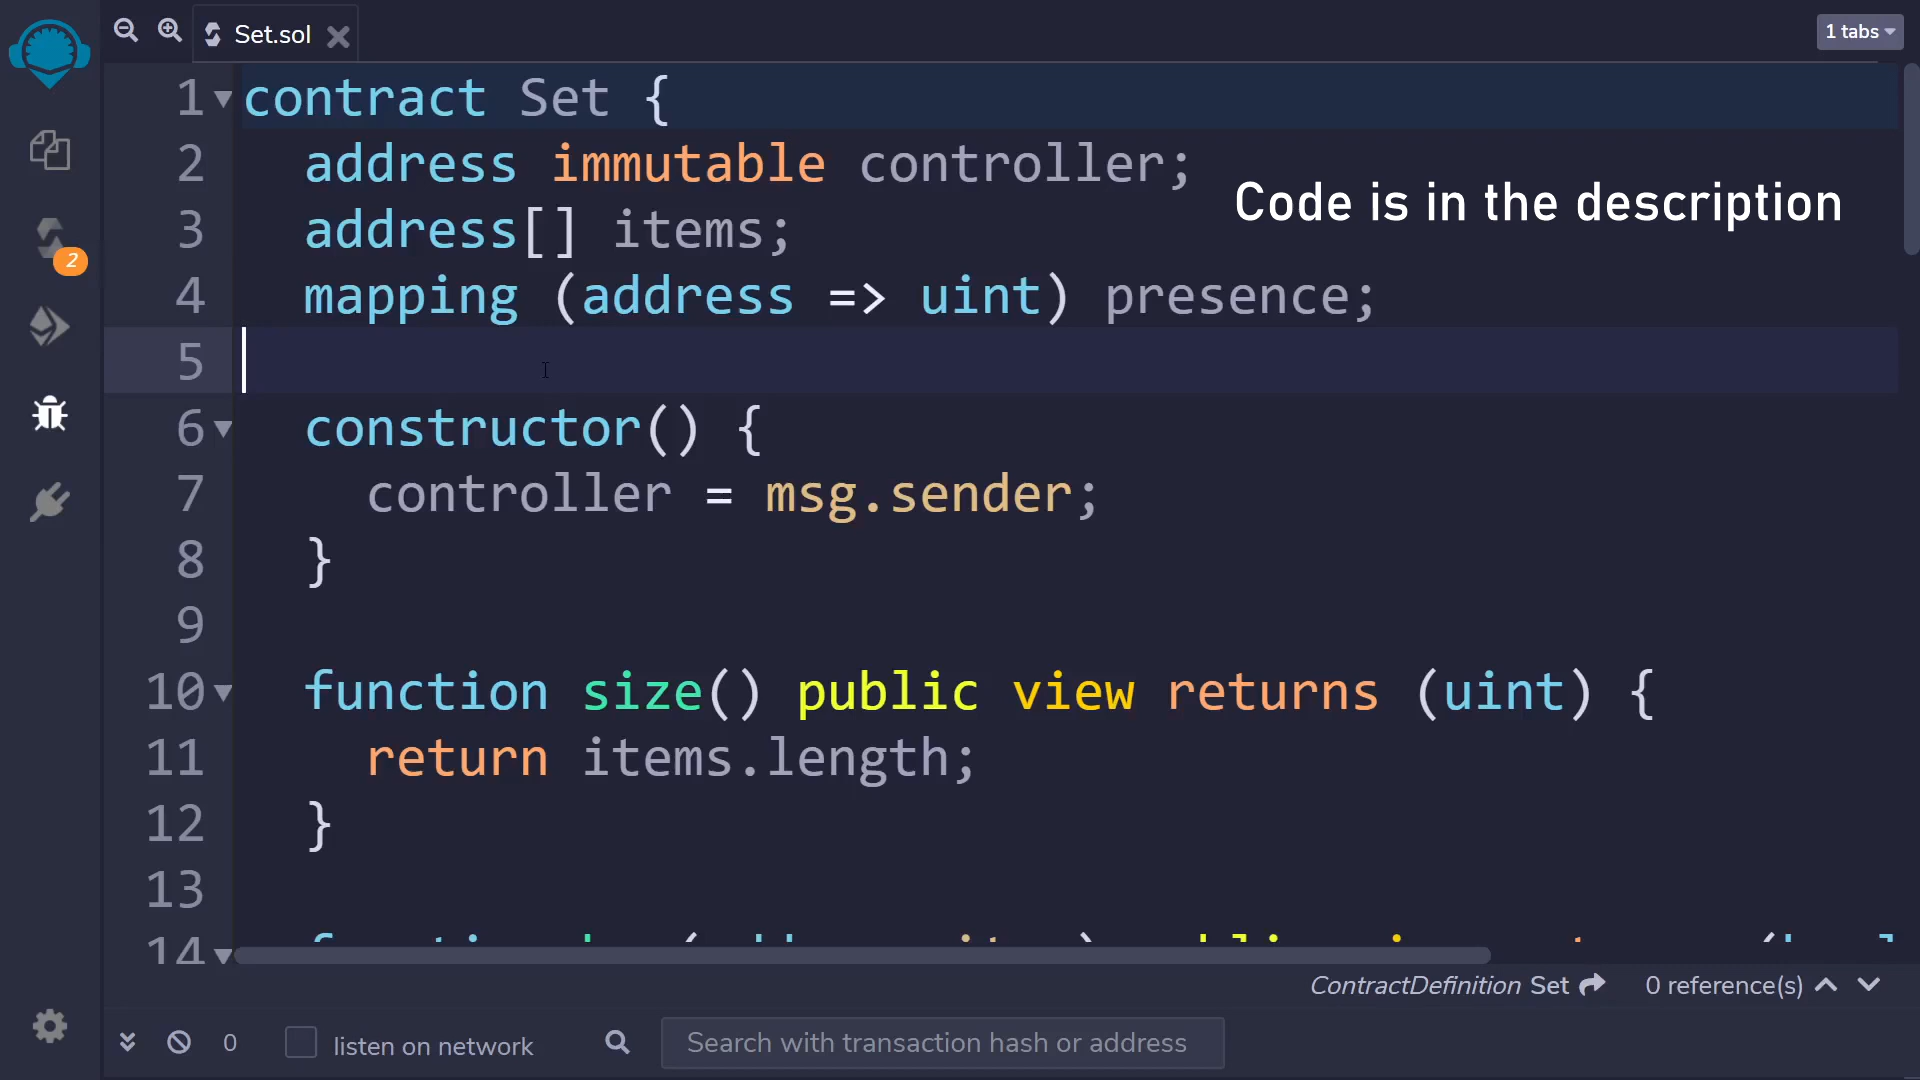 Set.sol
1 tabs
1 contract Set {
2 address immutable controller;
Code is in the description
3 address[] items;
2
4 mapping (address => uint) presence;
5
6 constructor() {
7 controller = msg.sender;
8 }
9
10 function size() public view returns (uint) {
11 return items.length;
12 }
13
14
ContractDefinition Set 0 reference(s)
0 listen on network Search with transaction hash or address